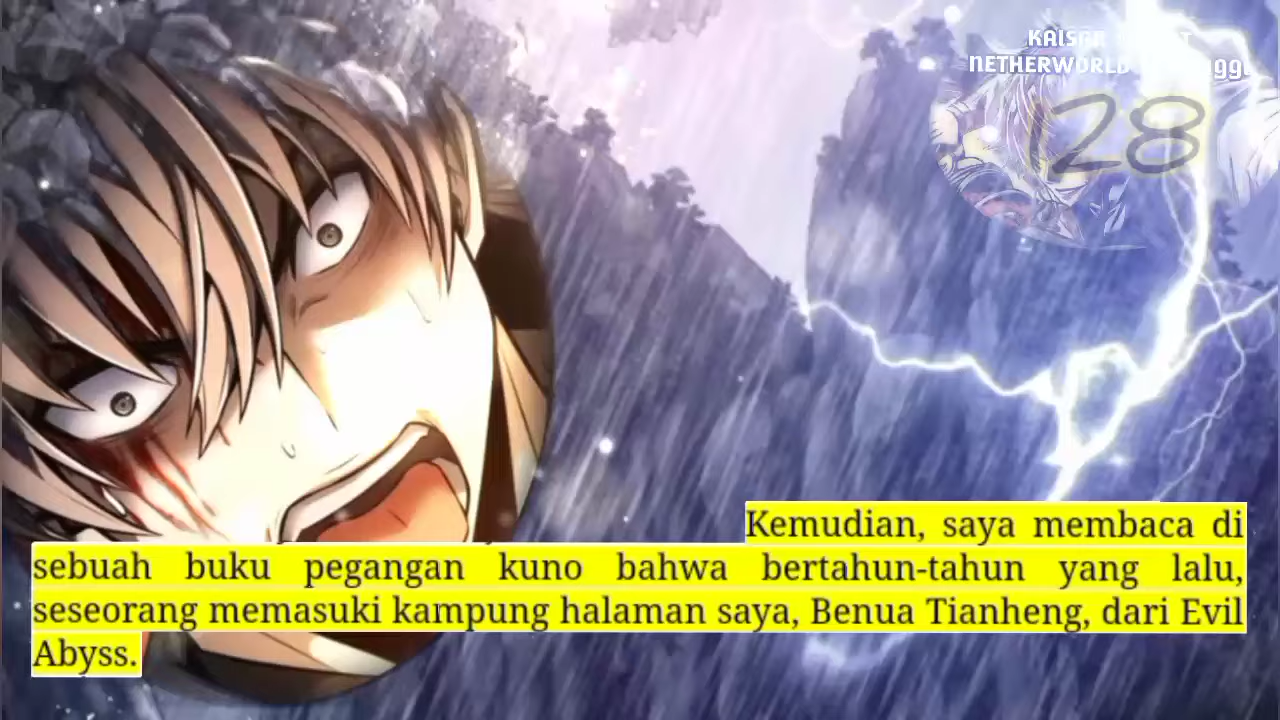 KAISAR
NETHERWORLD
128
Kemudian, saya membaca di
sebuah buku pegangan kuno bahwa bertahun-tahun yang lalu,
seseorang memasuki kampung halaman saya, Benua Tianheng, dari Evil
Abyss.